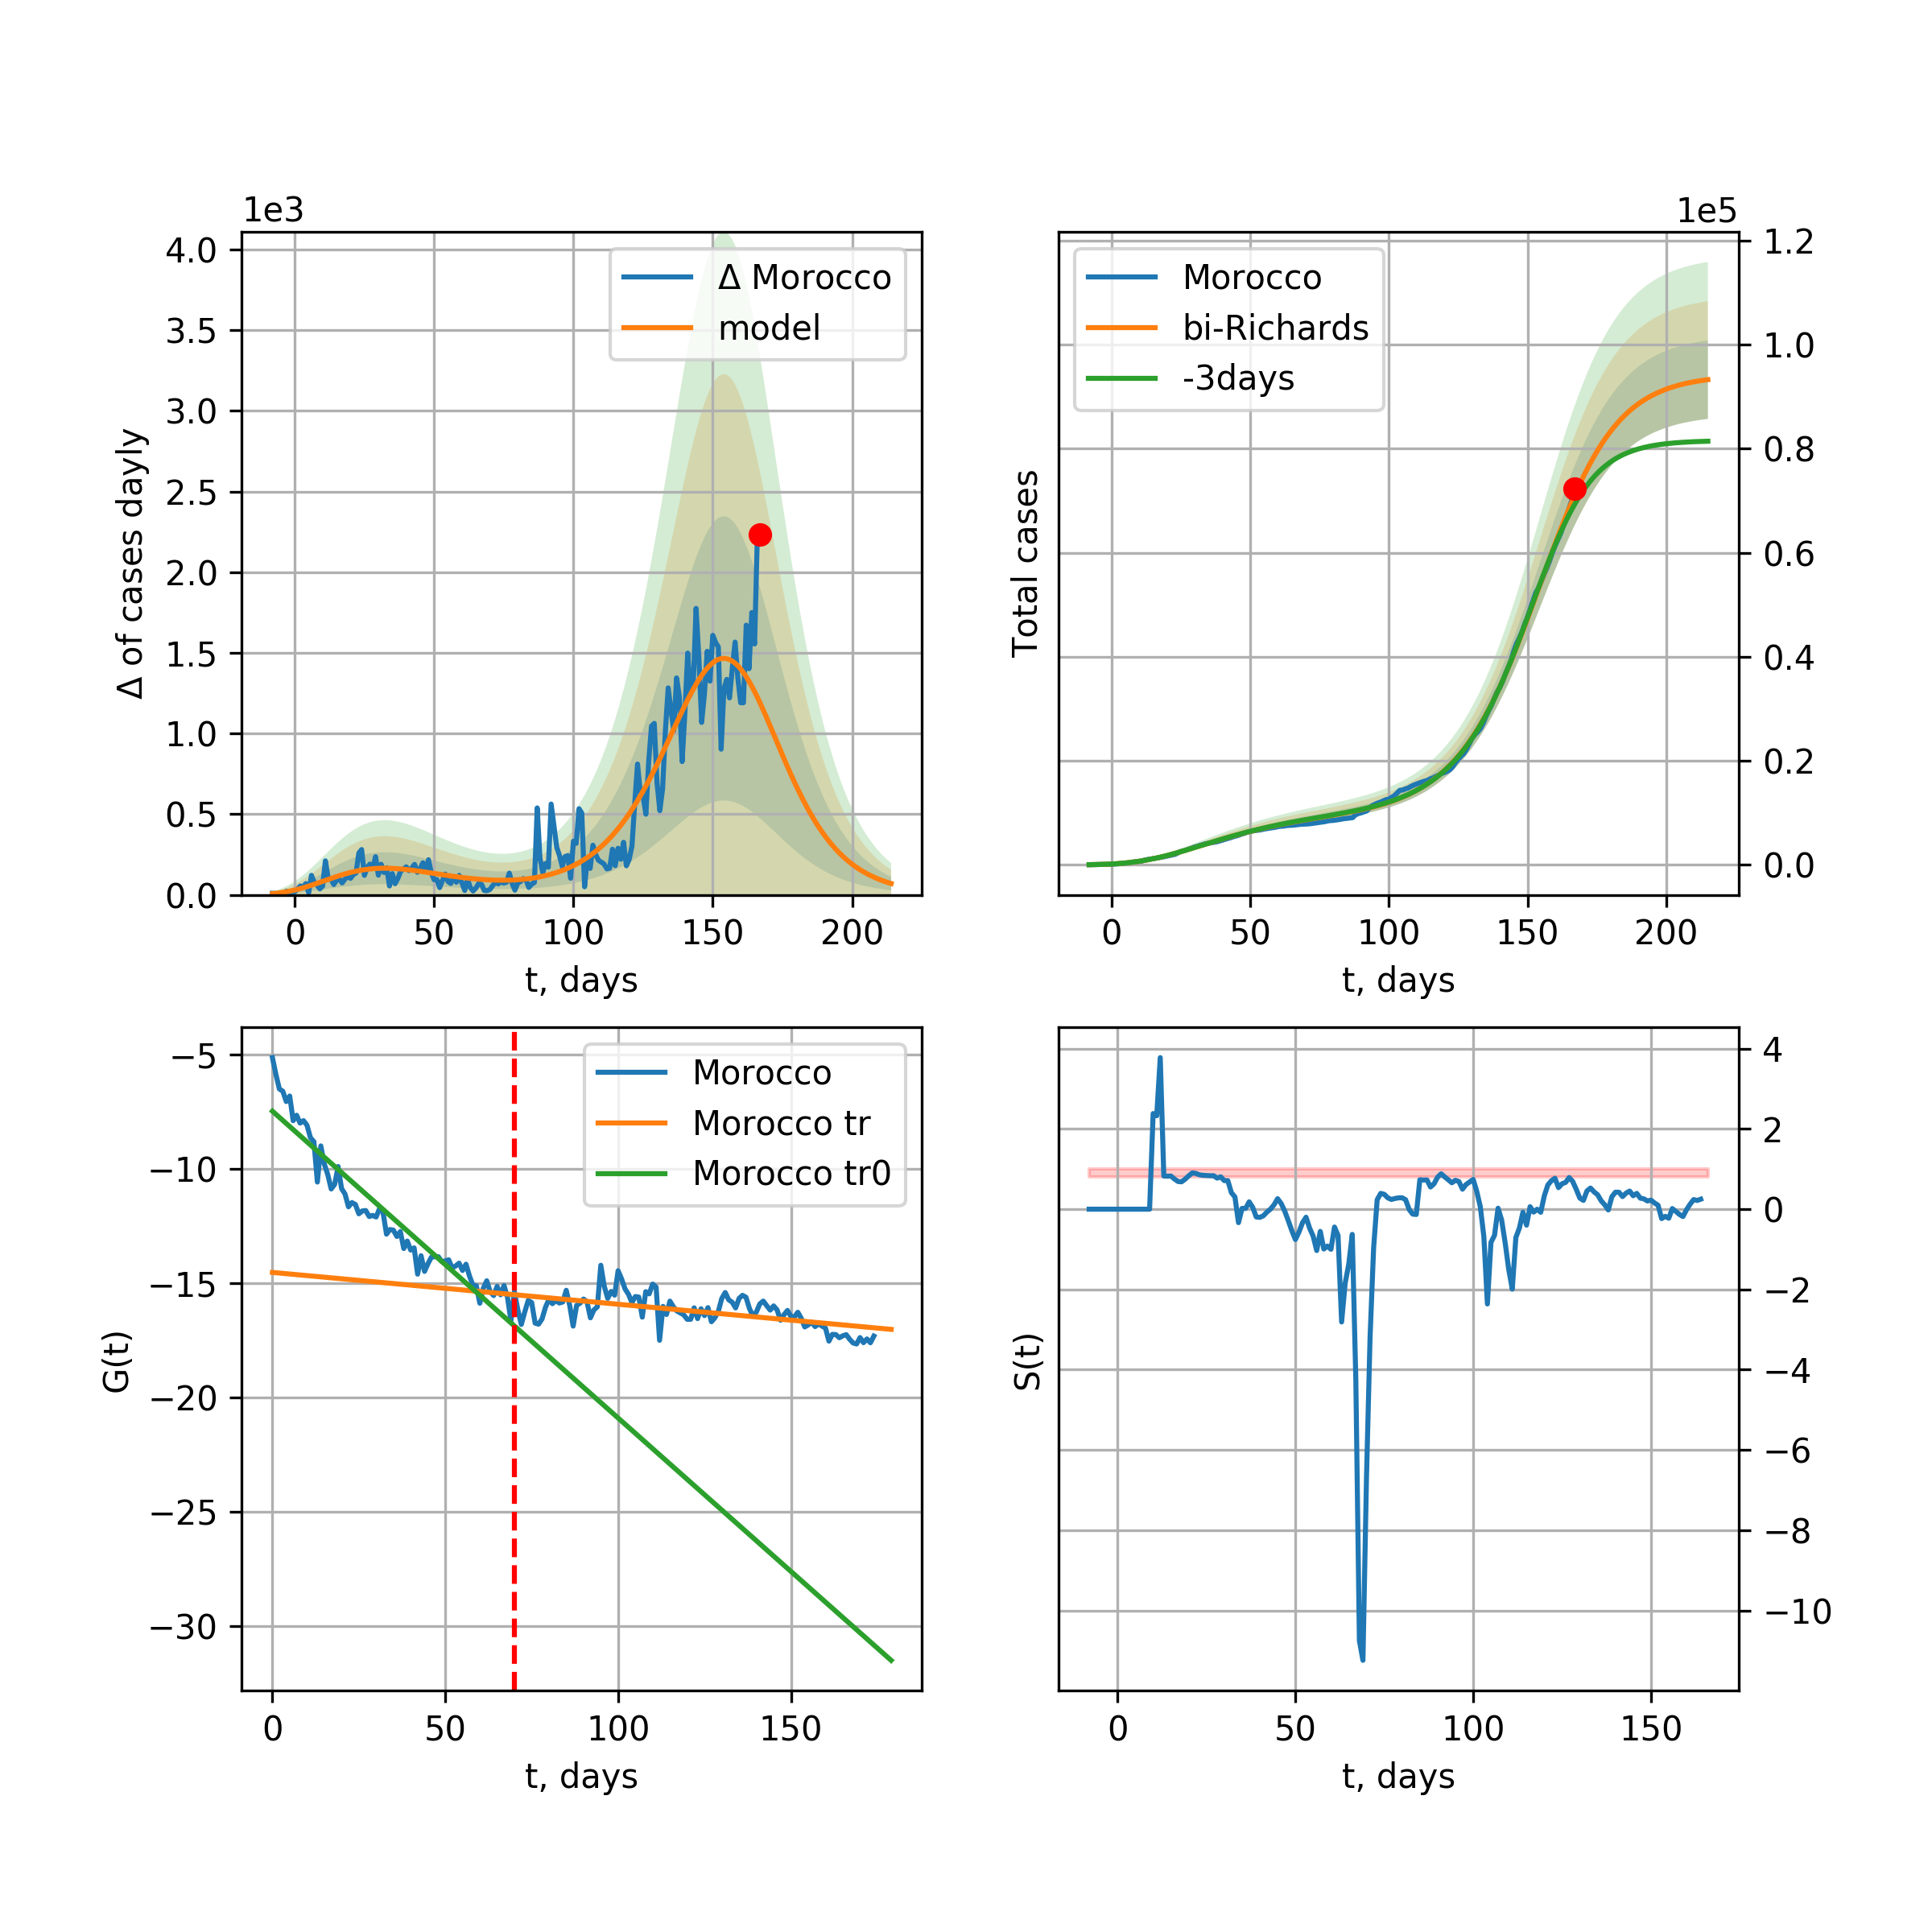 1e3
4.0
3.5
3.0
2.5
2.0
1.5
1.0
0.5
0.0
Δ of cases dayly
Δ Morocco
model
0 50 100 150 200
t, days
1e5
1.2
1.0
0.8
0.6
0.4
0.2
0.0
Total cases
Morocco
bi-Richards
-3days
0 50 100 150 200
t, days
−5
−10
−15
−20
−25
−30
G(t)
Morocco
Morocco tr
Morocco tr0
0 50 100 150
t, days
4
2
0
−2
−4
−6
−8
−10
S(t)
0 50 100 150
t, days